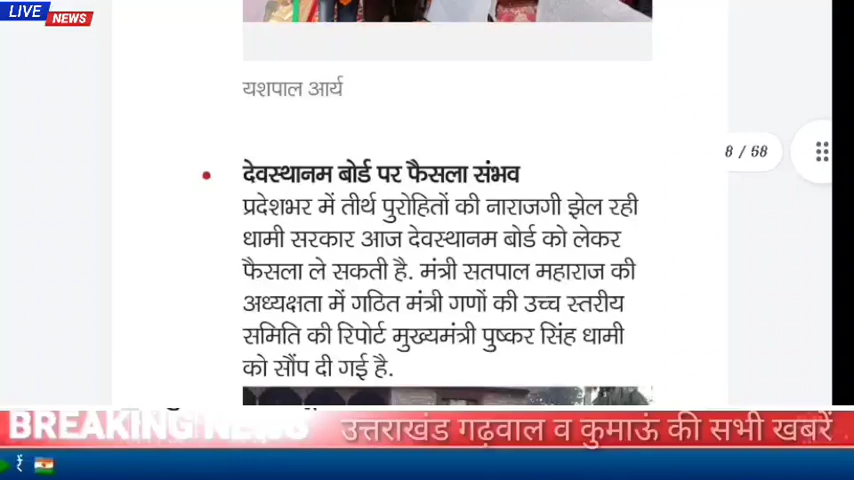 LIVE
NEWS
यशपाल आर्य
8 / 58
देवस्थानम बोर्ड पर फैसला संभव
प्रदेशभर में तीर्थ पुरोहितों की नाराजगी झेल रही
धामी सरकार आज देवस्थानम बोर्ड को लेकर
फैसला ले सकती है. मंत्री सतपाल महाराज की
अध्यक्षता में गठित मंत्री गणों की उच्च स्तरीय
समिति की रिपोर्ट मुख्यमंत्री पुष्कर सिंह धामी
को सौंप दी गई है.
BREAKING NEWS
उत्तराखंड गढ़वाल व कुमाऊं की सभी खबरें